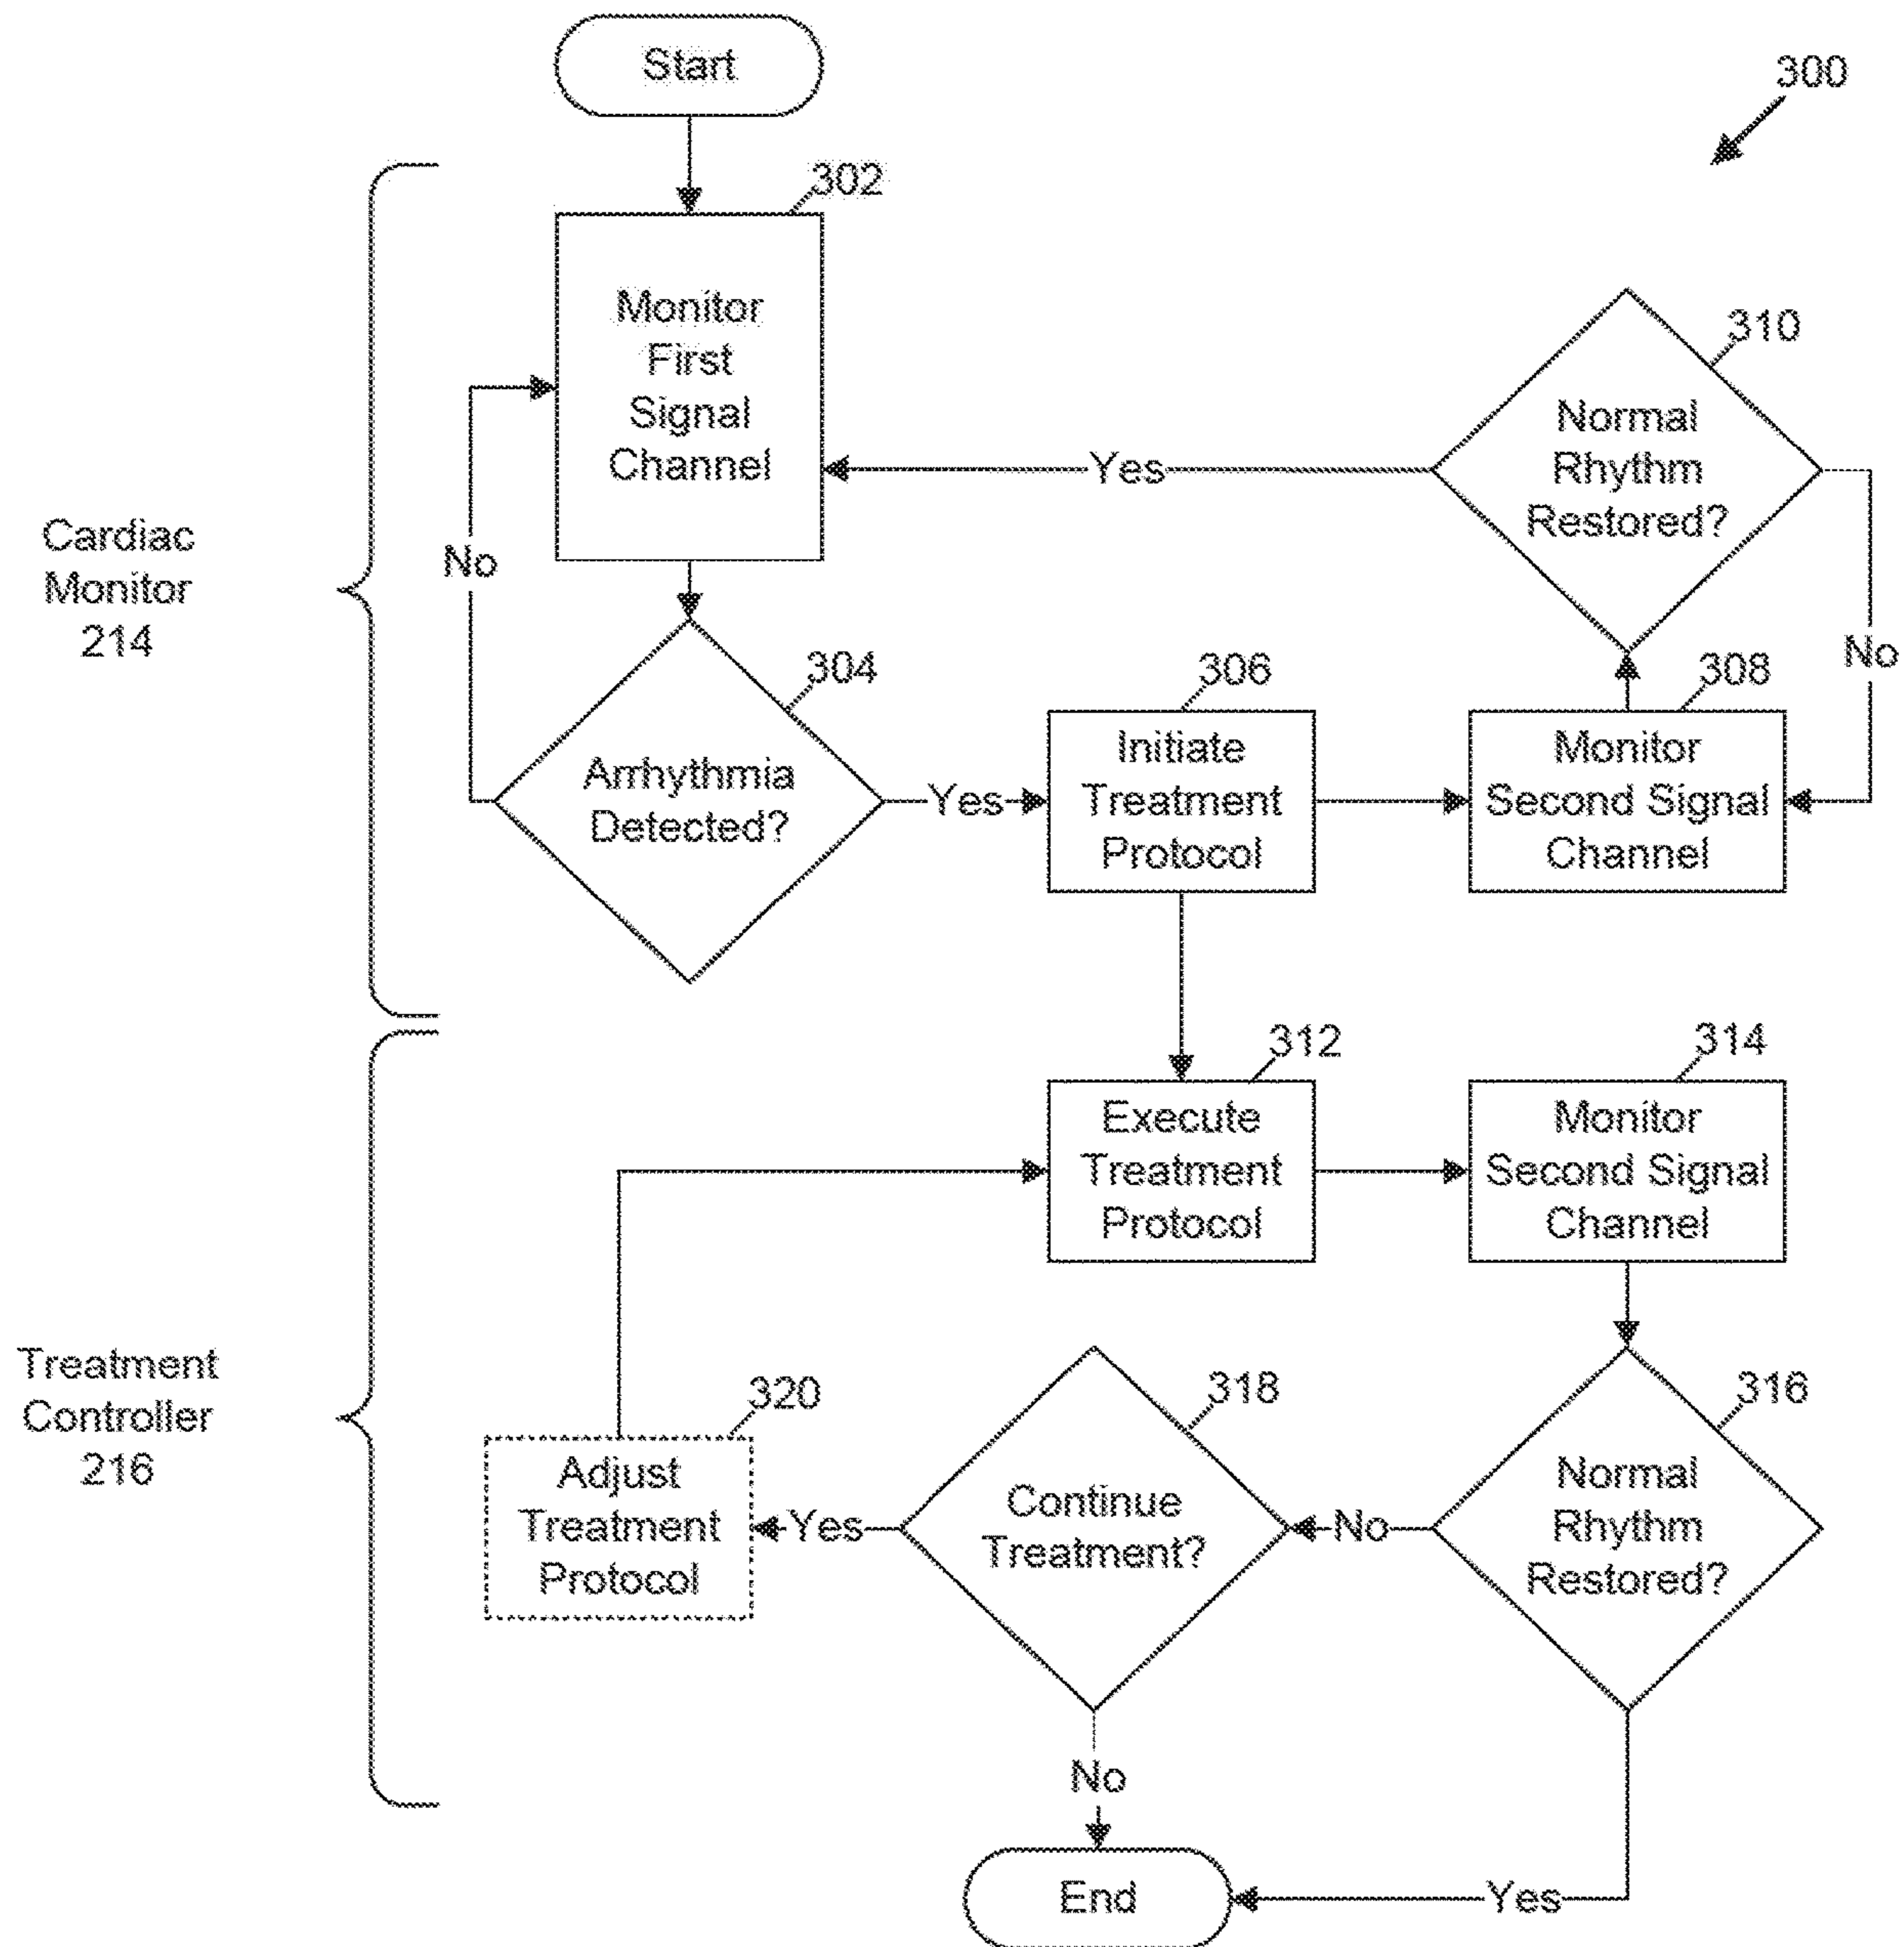 Start
300
302
Monitor
First
Signal
Channel
310
Normal
Rhythm
Restored?
Yes
No
No
Cardiac
Monitor
214
304
Arrhythmia
Detected?
Yes
306
Initiate
Treatment
Protocol
308
Monitor
Second Signal
Channel
312
Execute
Treatment
Protocol
314
Monitor
Second Signal
Channel
Treatment
Controller
216
320
Adjust
Treatment
Protocol
Yes
318
Continue
Treatment?
No
316
Normal
Rhythm
Restored?
No
End
Yes